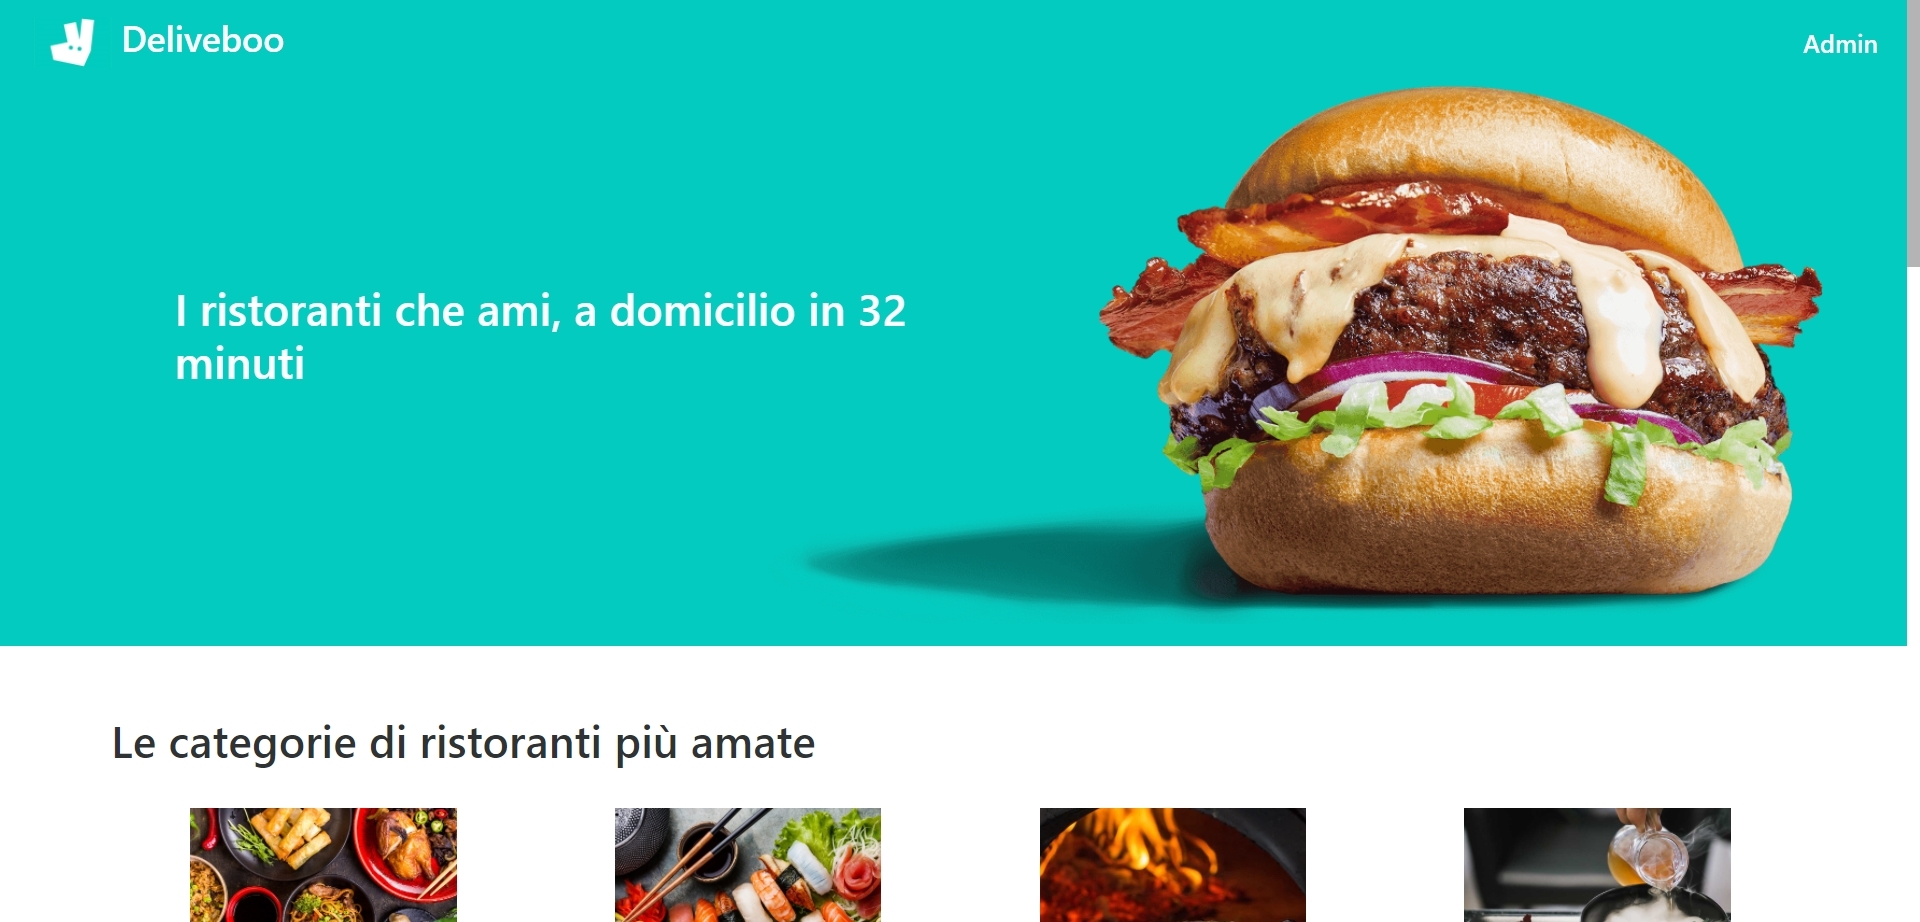 Deliveboo
Admin
I ristoranti che ami, a domicilio in 32
minuti
Le categorie di ristoranti più amate